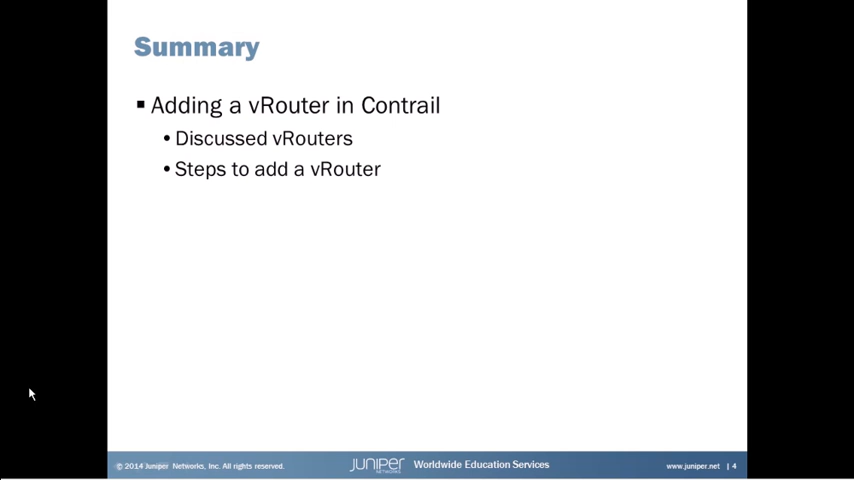 Summary
▪ Adding a vRouter in Contrail
• Discussed vRouters
• Steps to add a vRouter
© 2014 Juniper Networks, Inc. All rights reserved. JUNIPER NETWORKS Worldwide Education Services www.juniper.net | 4